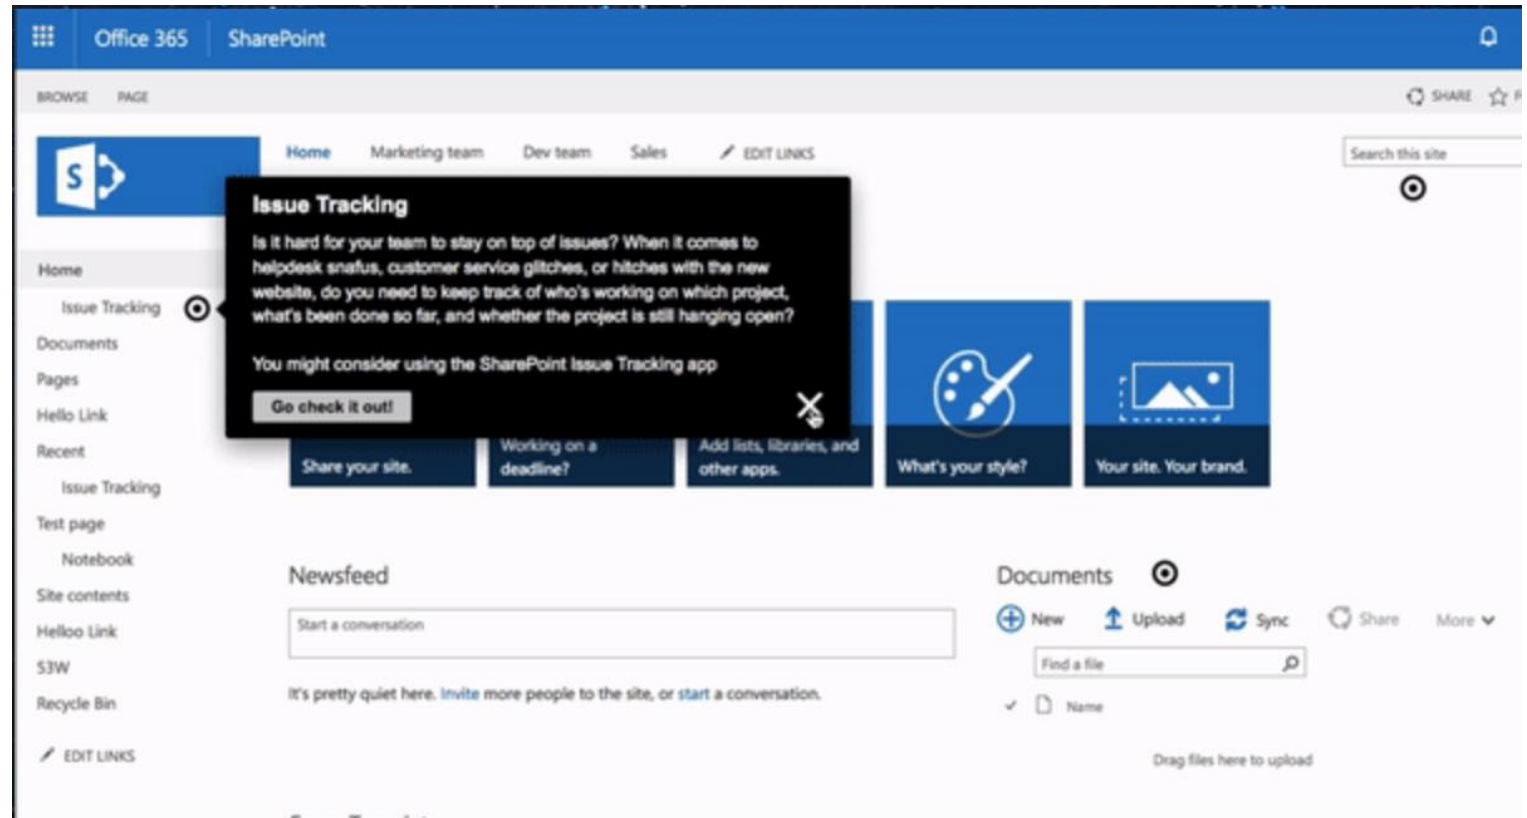 Office 365
SharePoint
BROWSE
PAGE
SHARE
Home
Marketing team
Dev team
Sales
EDIT LINKS
Search this site
S
Issue Tracking
Is it hard for your team to stay on top of issues? When it comes to
helpdesk snafus, customer service glitches, or hitches with the new
website, do you need to keep track of who's working on which project,
what's been done so far, and whether the project is still hanging open?
You might consider using the SharePoint Issue Tracking app
Go check it out!
Home
Issue Tracking
Documents
Pages
Hello Link
Recent
Issue Tracking
Test page
Notebook
Site contents
Helloo Link
S3W
Recycle Bin
EDIT LINKS
Share your site.
Working on a
deadline?
Add lists, libraries, and
other apps.
What's your style?
Your site. Your brand.
Newsfeed
Start a conversation
It's pretty quiet here. Invite more people to the site, or start a conversation.
Documents
New
Upload
Sync
Share
More
Find a file
Name
Drag files here to upload